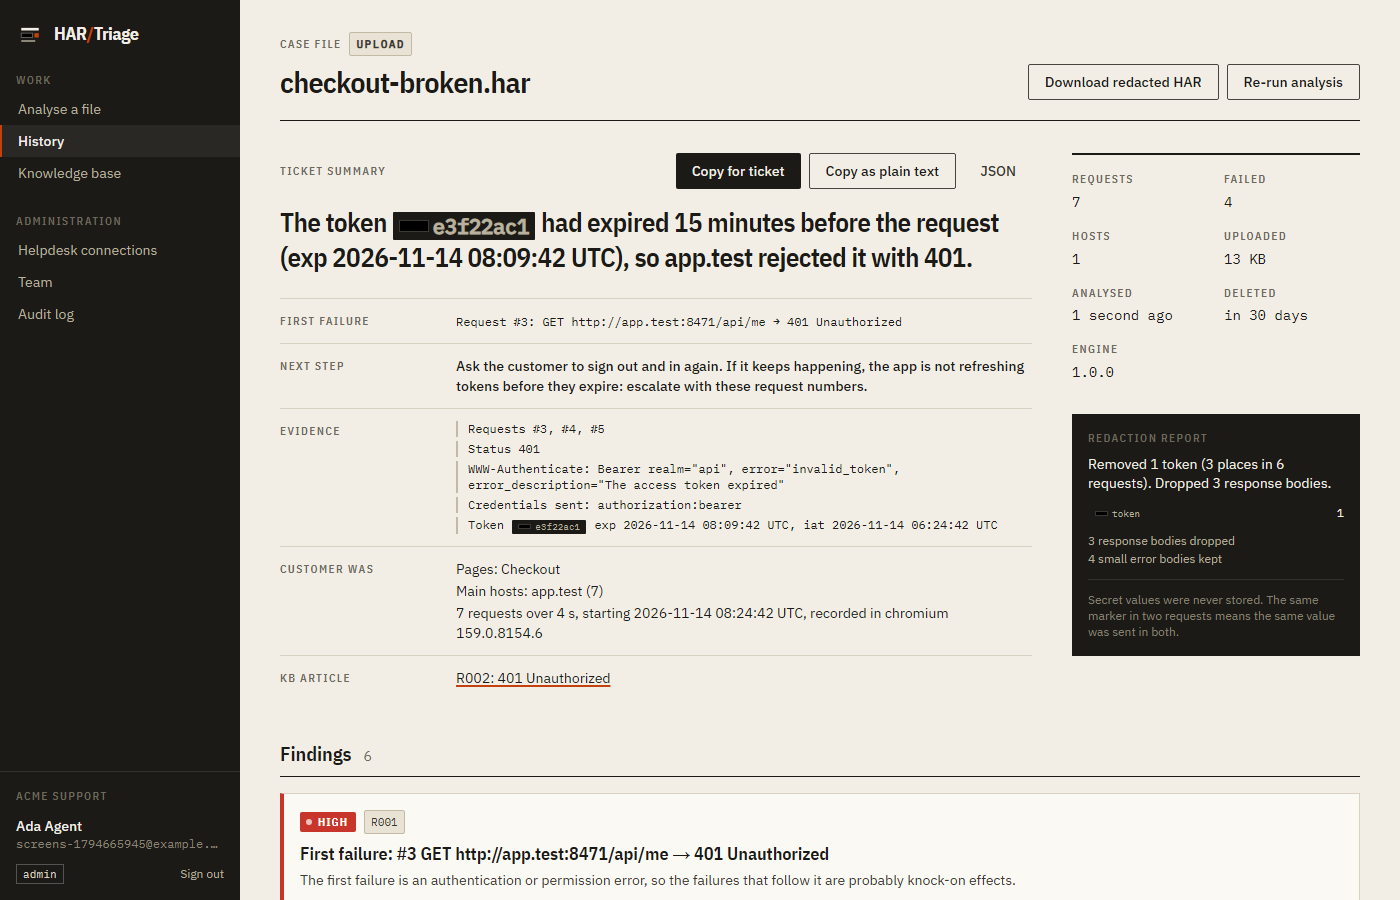 HAR/Triage
WORK
Analyse a file
History
Knowledge base
ADMINISTRATION
Helpdesk connections
Team
Audit log
ACME SUPPORT
Ada Agent
screens-1794665945@example.…
admin
Sign out
CASE FILE UPLOAD
checkout-broken.har
Download redacted HAR
Re-run analysis
TICKET SUMMARY
Copy for ticket
Copy as plain text
JSON
The token e3f22ac1 had expired 15 minutes before the request
(exp 2026-11-14 08:09:42 UTC), so app.test rejected it with 401.
FIRST FAILURE
Request #3: GET http://app.test:8471/api/me → 401 Unauthorized
NEXT STEP
Ask the customer to sign out and in again. If it keeps happening, the app is not refreshing
tokens before they expire: escalate with these request numbers.
EVIDENCE
Requests #3, #4, #5
Status 401
WWW-Authenticate: Bearer realm="api", error="invalid_token",
error_description="The access token expired"
Credentials sent: authorization:bearer
Token e3f22ac1 exp 2026-11-14 08:09:42 UTC, iat 2026-11-14 06:24:42 UTC
CUSTOMER WAS
Pages: Checkout
Main hosts: app.test (7)
7 requests over 4 s, starting 2026-11-14 08:24:42 UTC, recorded in chromium
159.0.8154.6
KB ARTICLE
R002: 401 Unauthorized
REQUESTS
7
FAILED
4
HOSTS
1
UPLOADED
13 KB
ANALYSED
1 second ago
DELETED
in 30 days
ENGINE
1.0.0
REDACTION REPORT
Removed 1 token (3 places in 6
requests). Dropped 3 response bodies.
token 1
3 response bodies dropped
4 small error bodies kept
Secret values were never stored. The same
marker in two requests means the same value
was sent in both.
Findings 6
HIGH R001
First failure: #3 GET http://app.test:8471/api/me → 401 Unauthorized
The first failure is an authentication or permission error, so the failures that follow it are probably knock-on effects.